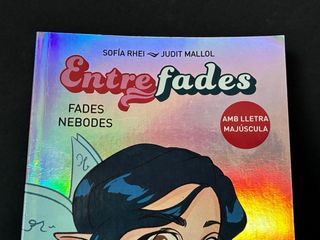 SOFÍA RHEI JUDIT MALLOL
Entrefades
FADES
NEBODES
AMB LLETRA
MAJÚSCULA